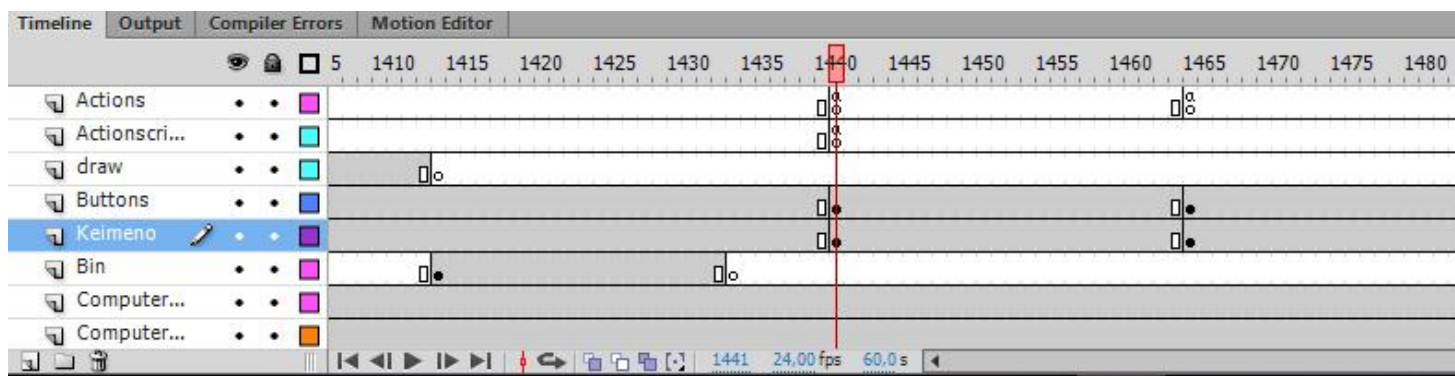 Timeline Output Compiler Errors Motion Editor
5 1410 1415 1420 1425 1430 1435 1440 1445 1450 1455 1460 1465 1470 1475 1480
Actions
Actionscri...
draw
Buttons
Keimeno
Bin
Computer...
Computer...
1441 24,00 fps 60,0 s